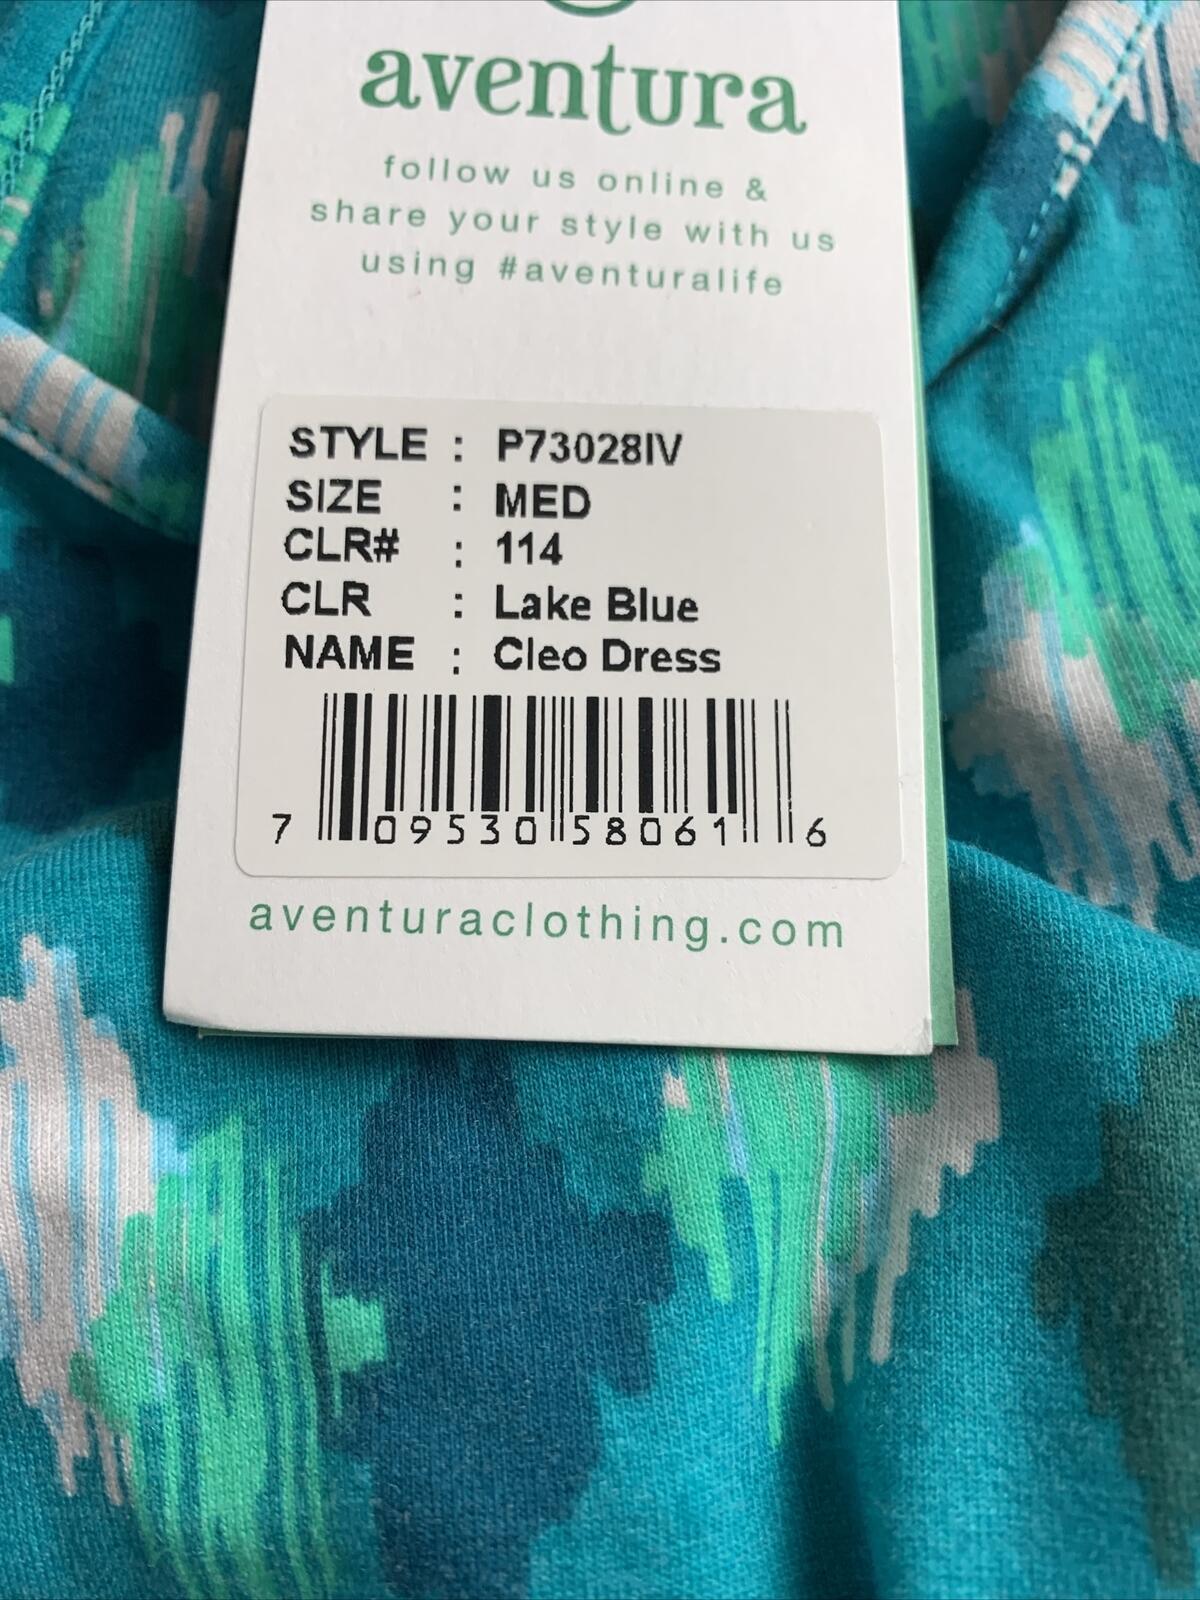 aventura
follow us online &
share your style with us
using #aventuralife
STYLE : P73028IV
SIZE : MED
CLR# : 114
CLR : Lake Blue
NAME : Cleo Dress
7 09530 58061 6
aventuraclothing.com